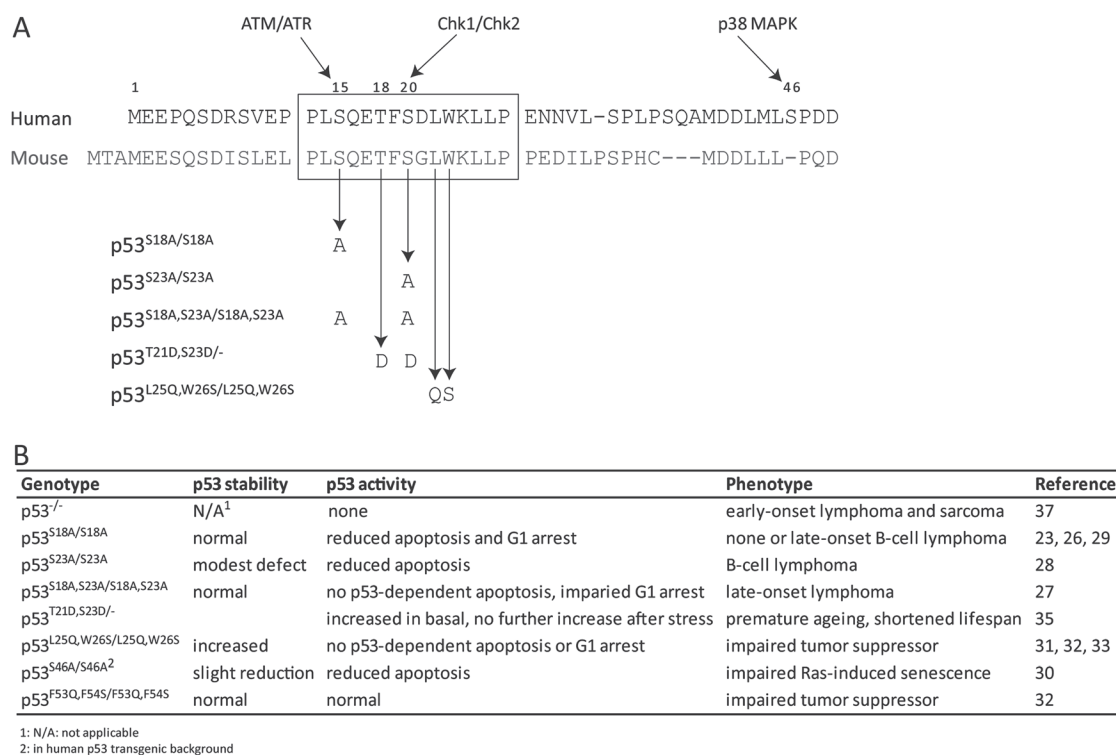 A
ATM/ATR Chk1/Chk2 p38 MAPK
1 15 18 20 46
Human MEEPQSDRSVEP PLSQETFSDLWKLLP ENNVL-SPLPSQAMDDLMLSPDD
Mouse MTAMEESQSDISLEL PLSQETFSGLWKLLP PEDILPSPHC---MDDLLL-PQD
p53S18A/S18A A
p53S23A/S23A A
p53S18A,S23A/S18A,S23A A A
p53T21D,S23D/- D D
p53L25Q,W26S/L25Q,W26S QS
B
Genotype p53 stability p53 activity Phenotype Reference
p53-/- N/A1 none early-onset lymphoma and sarcoma 37
p53S18A/S18A normal reduced apoptosis and G1 arrest none or late-onset B-cell lymphoma 23, 26, 29
p53S23A/S23A modest defect reduced apoptosis B-cell lymphoma 28
p53S18A,S23A/S18A,S23A normal no p53-dependent apoptosis, imparied G1 arrest late-onset lymphoma 27
p53T21D,S23D/- increased in basal, no further increase after stress premature ageing, shortened lifespan 35
p53L25Q,W26S/L25Q,W26S increased no p53-dependent apoptosis or G1 arrest impaired tumor suppressor 31, 32, 33
p53S46A/S46A2 slight reduction reduced apoptosis impaired Ras-induced senescence 30
p53F53Q,F54S/F53Q,F54S normal normal impaired tumor suppressor 32
1: N/A: not applicable
2: in human p53 transgenic background